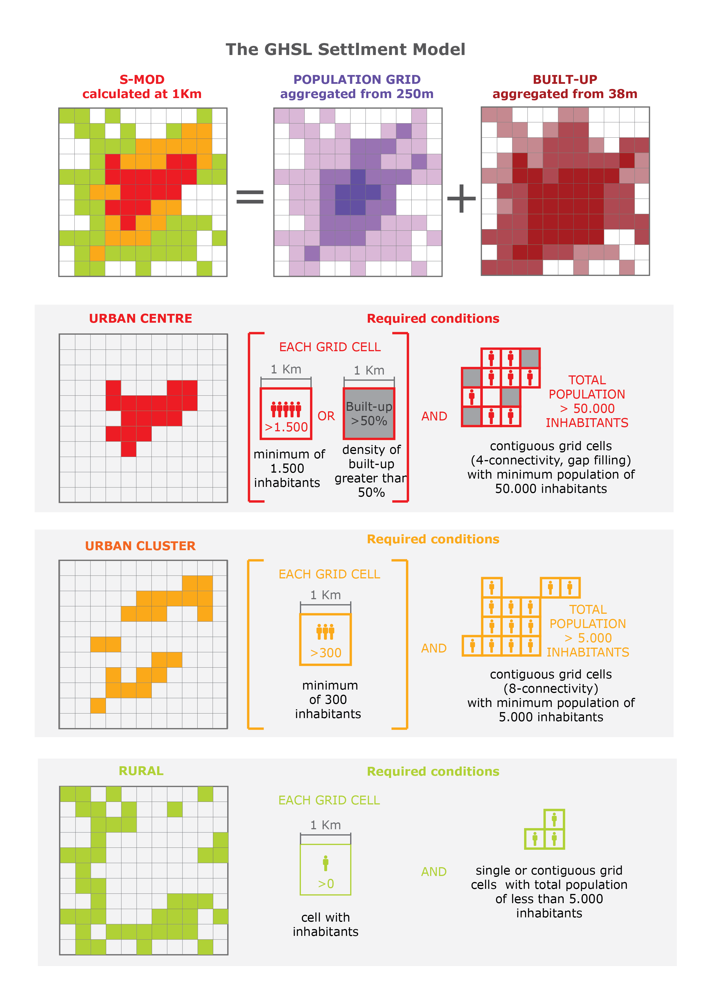 The GHSL Settlment Model
S-MOD
calculated at 1Km
POPULATION GRID
aggregated from 250m
BUILT-UP
aggregated from 38m
=
+
URBAN CENTRE
Required conditions
EACH GRID CELL
1 Km
>1.500
minimum of
1.500
inhabitants
OR
1 Km
Built-up
>50%
density of
built-up
greater than
50%
AND
TOTAL
POPULATION
> 50.000
INHABITANTS
contiguous grid cells
(4-connectivity, gap filling)
with minimum population of
50.000 inhabitants
URBAN CLUSTER
Required conditions
EACH GRID CELL
1 Km
>300
minimum
of 300
inhabitants
AND
TOTAL
POPULATION
> 5.000
INHABITANTS
contiguous grid cells
(8-connectivity)
with minimum population of
5.000 inhabitants
RURAL
Required conditions
EACH GRID CELL
1 Km
>0
cell with
inhabitants
AND
single or contiguous grid
cells with total population
of less than 5.000
inhabitants